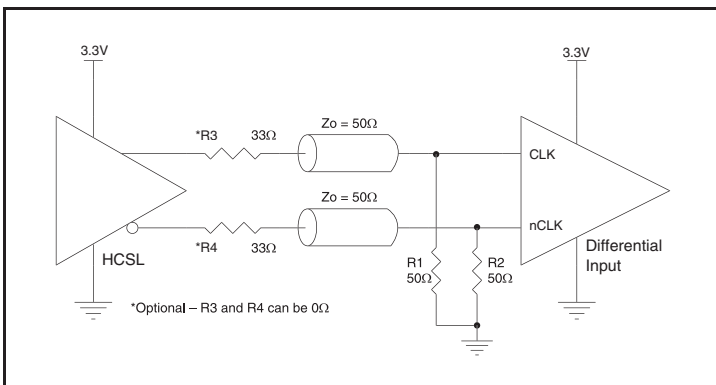 3.3V
3.3V
*R3
33Ω
Zo = 50Ω
CLK
Zo = 50Ω
nCLK
HCSL
*R4
33Ω
R1
50Ω
R2
50Ω
Differential
Input
*Optional – R3 and R4 can be 0Ω